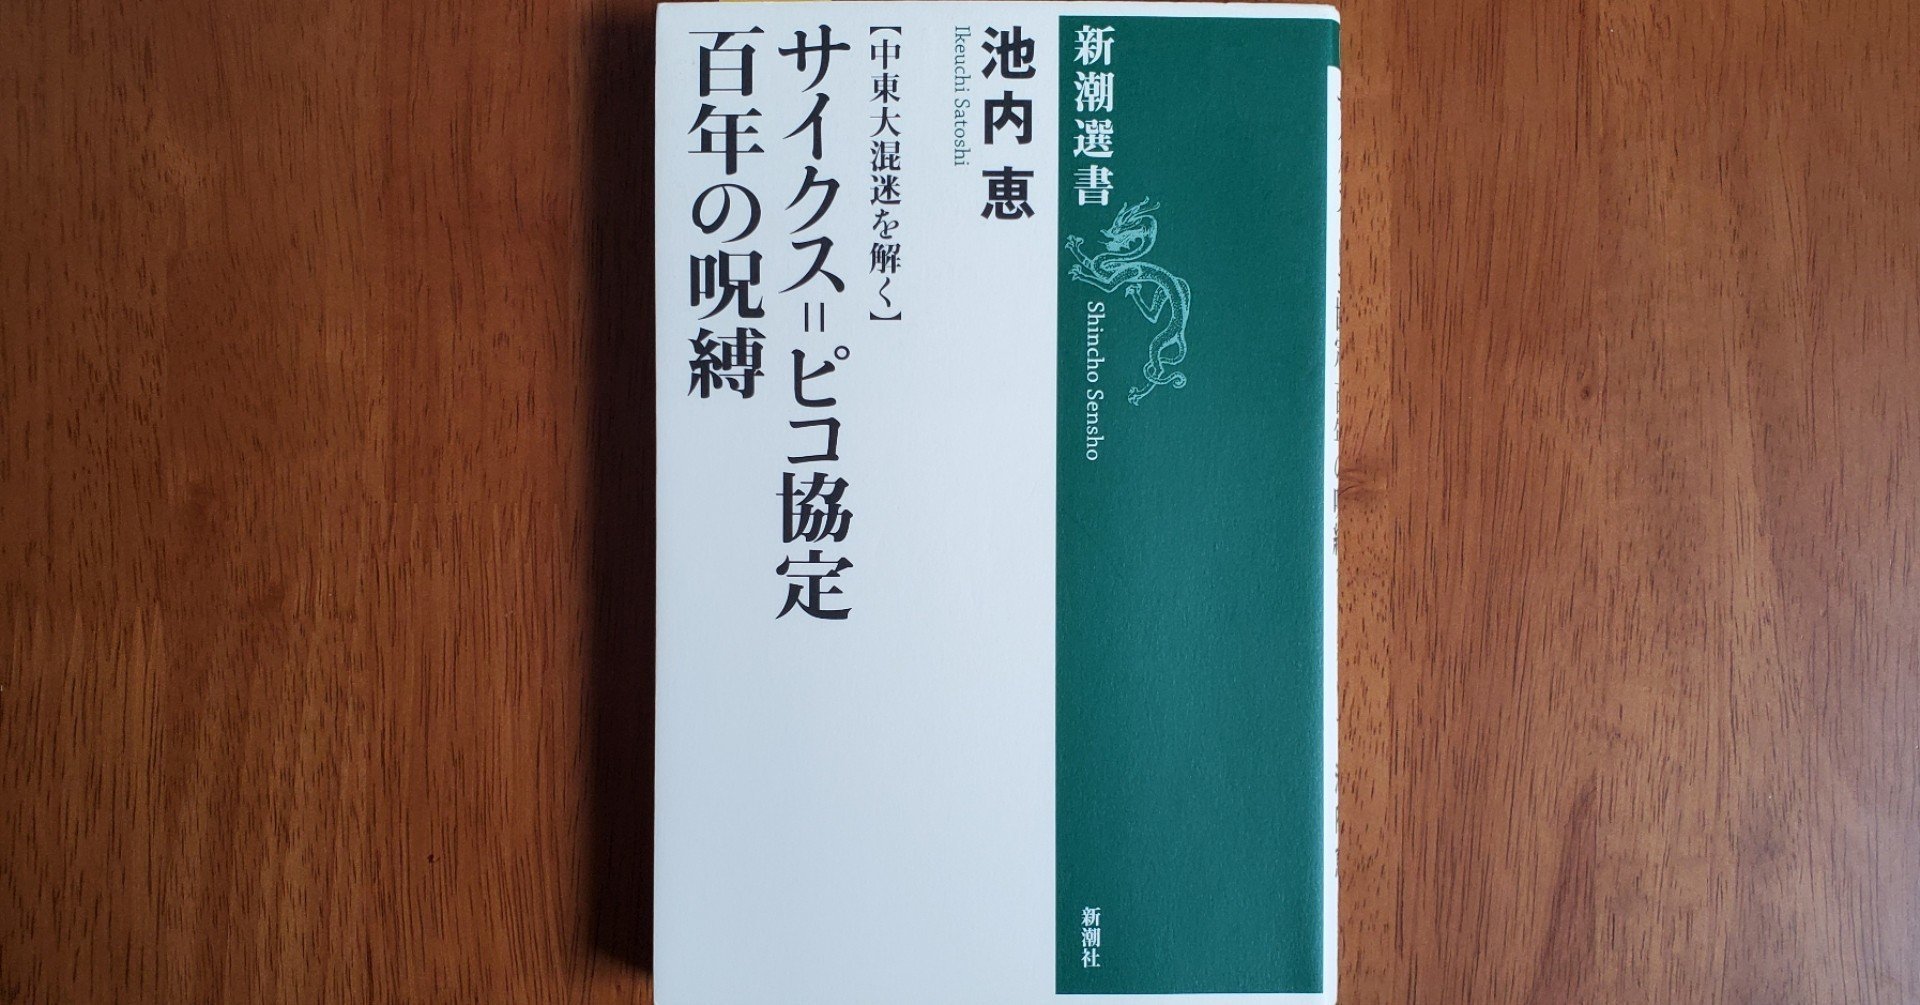 新潮選書
Shincho Sensho
池内 恵
Ikeuchi Satoshi
【中東大混迷を解く】
サイクス＝ピコ協定
百年の呪縛
新潮社